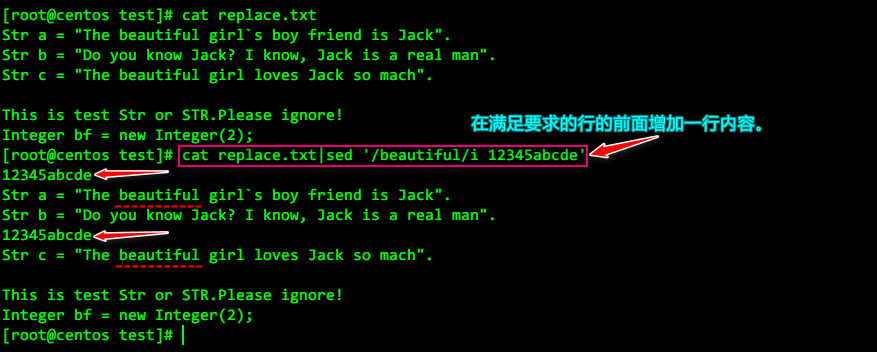 [root@centos test]# cat replace.txt
Str a = "The beautiful girl`s boy friend is Jack".
Str b = "Do you know Jack? I know, Jack is a real man".
Str c = "The beautiful girl loves Jack so mach".

This is test Str or STR.Please ignore!
在满足要求的行的前面增加一行内容。
Integer bf = new Integer(2);
[root@centos test]# cat replace.txt|sed '/beautiful/i 12345abcde'
12345abcde
Str a = "The beautiful girl`s boy friend is Jack".
Str b = "Do you know Jack? I know, Jack is a real man".
12345abcde
Str c = "The beautiful girl loves Jack so mach".

This is test Str or STR.Please ignore!
Integer bf = new Integer(2);
[root@centos test]#